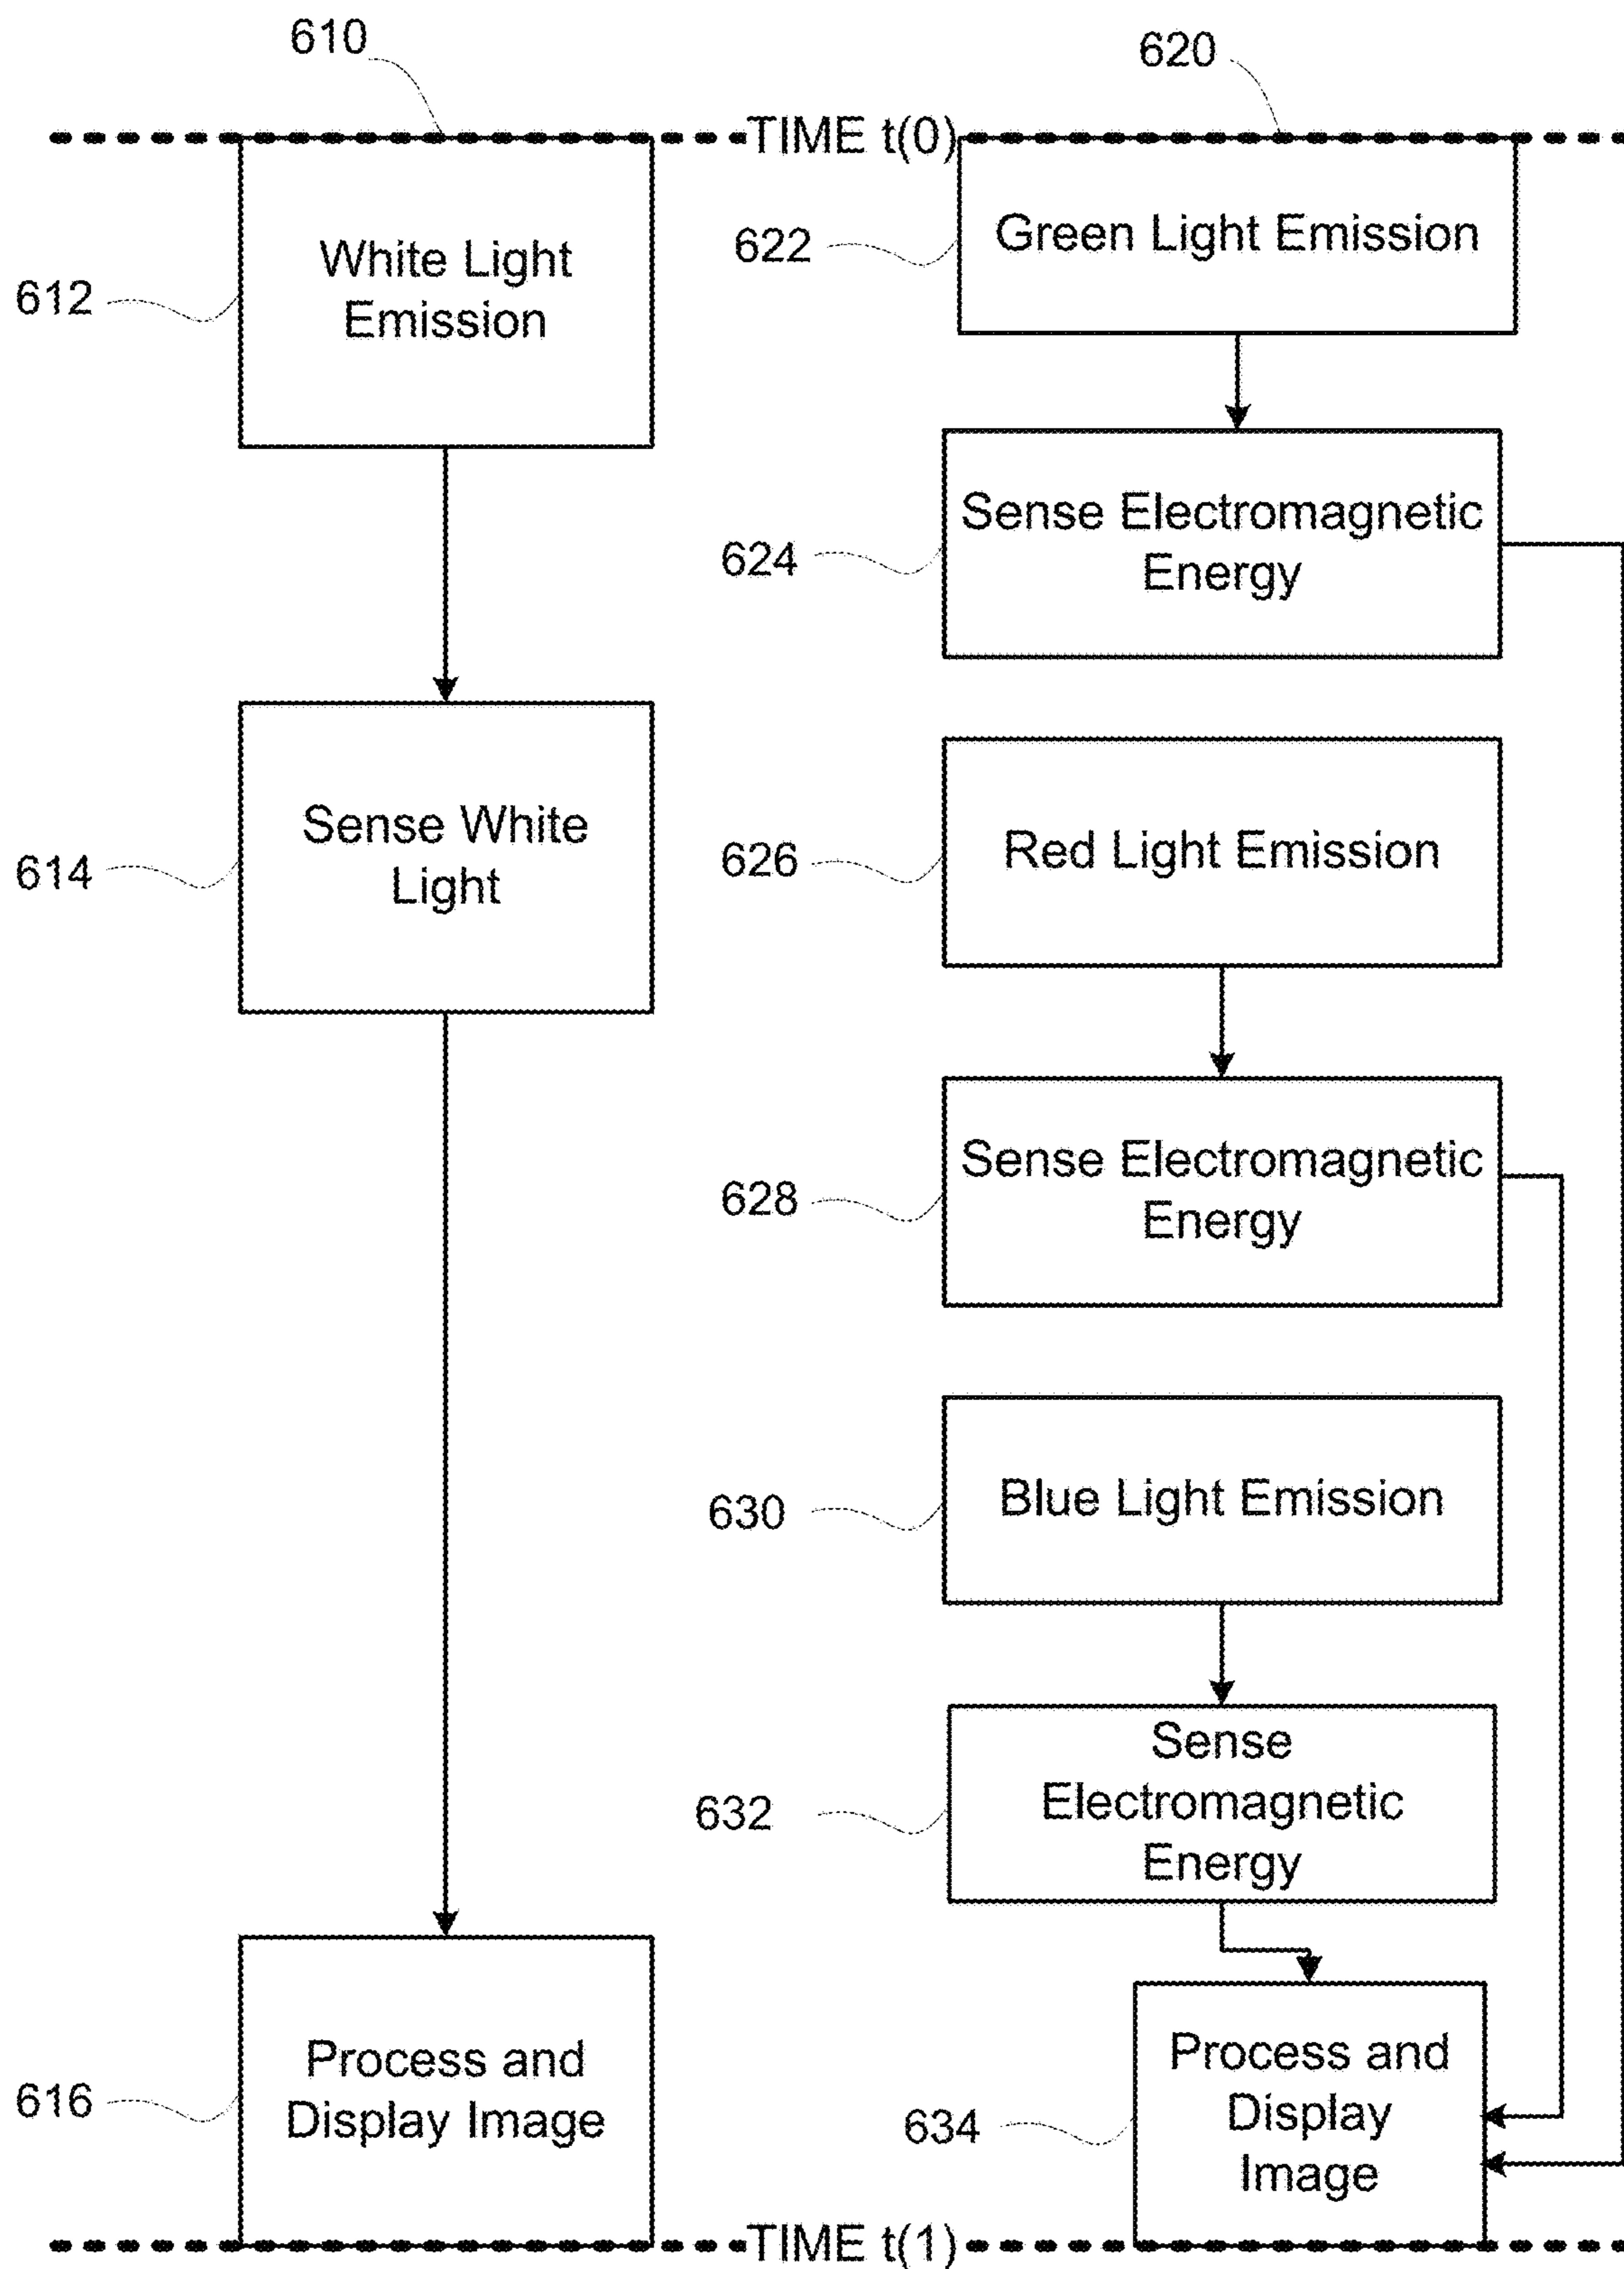 610
620
TIME t(0)
612
White Light
Emission
614
Sense White
Light
616
Process and
Display Image
622
Green Light Emission
624
Sense Electromagnetic
Energy
626
Red Light Emission
628
Sense Electromagnetic
Energy
630
Blue Light Emission
632
Sense
Electromagnetic
Energy
634
Process and
Display
Image
TIME t(1)